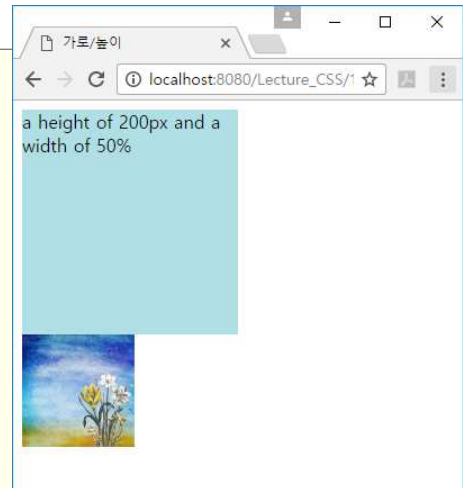 가로/높이
localhost:8080/Lecture_CSS/1
a height of 200px and a
width of 50%